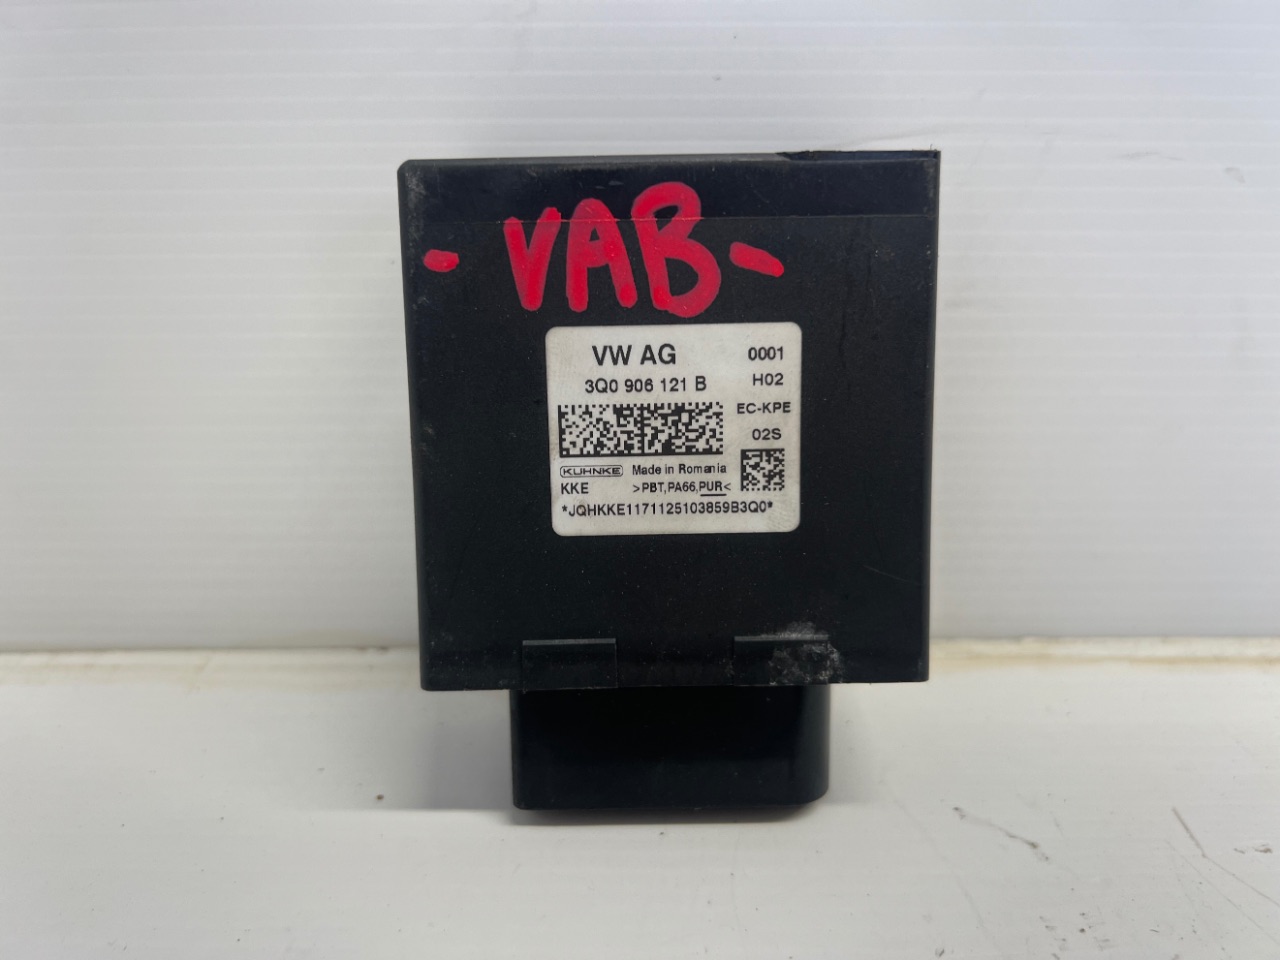 - VAB -
VW AG 0001
3Q0 906 121 B H02
EC-KPE
02S
KUHNKE Made in Romania
KKE >PBT,PA66,PUR<
*JQHKKE1171125103859B3Q0*